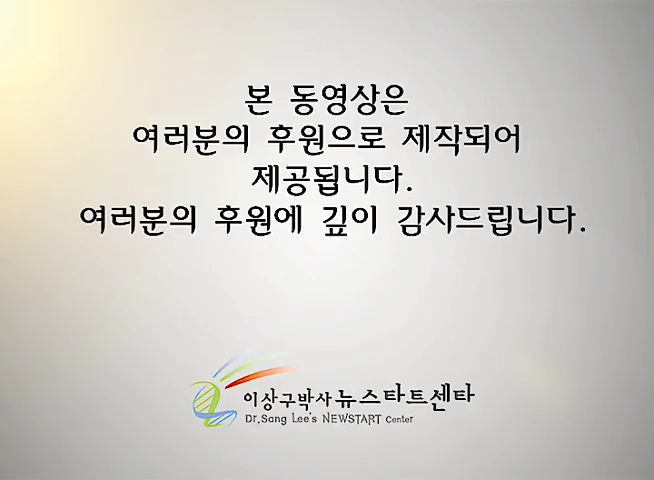 본 동영상은
여러분의 후원으로 제작되어
제공됩니다.
여러분의 후원에 깊이 감사드립니다.
이상구박사뉴스타트센타
Dr.Sang Lee's NEWSTART Center